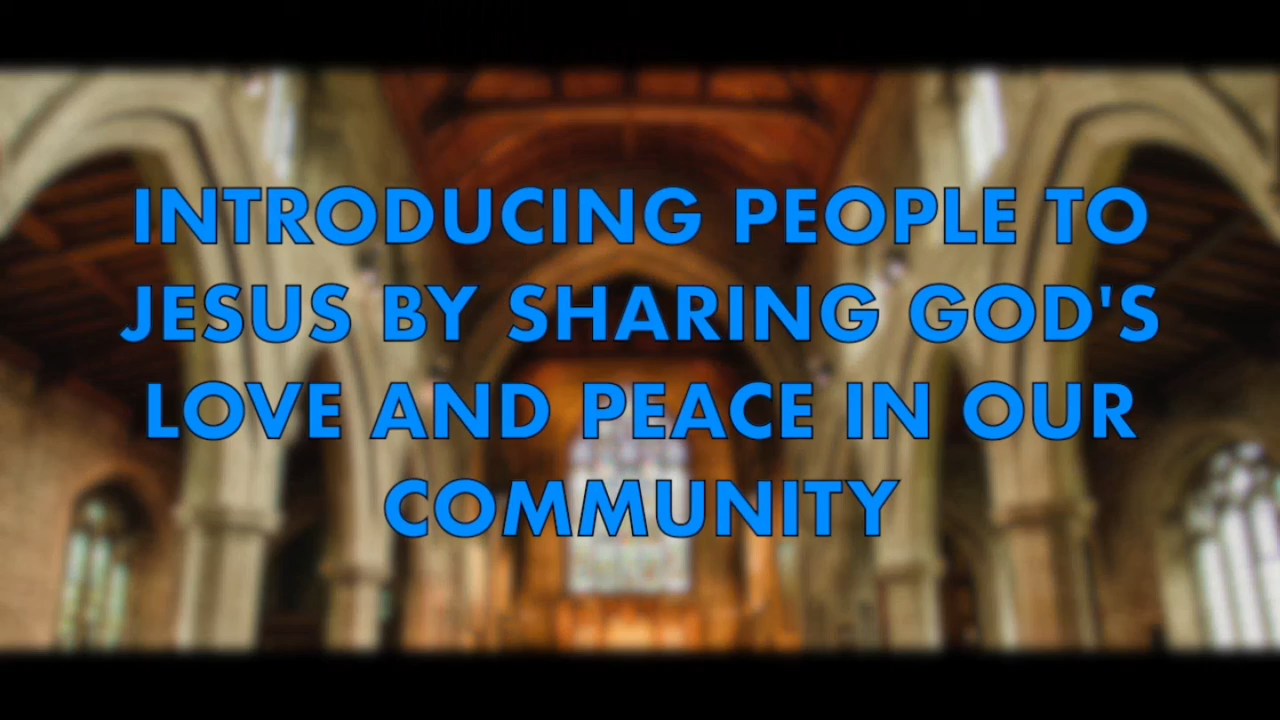 INTRODUCING PEOPLE TO
JESUS BY SHARING GOD'S
LOVE AND PEACE IN OUR
COMMUNITY